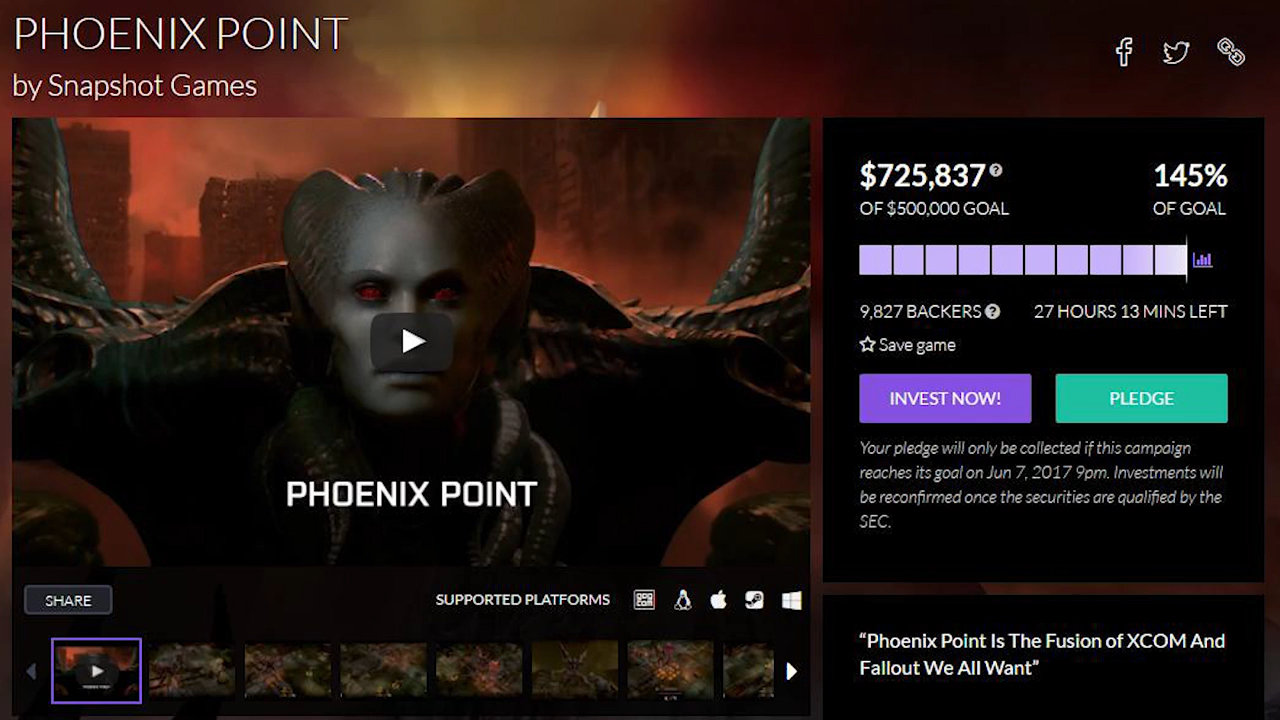 PHOENIX POINT
by Snapshot Games
PHOENIX POINT
SHARE
SUPPORTED PLATFORMS
$725,837
145%
OF $500,000 GOAL
OF GOAL
9,827 BACKERS
27 HOURS 13 MINS LEFT
Save game
INVEST NOW!
PLEDGE
Your pledge will only be collected if this campaign
reaches its goal on Jun 7, 2017 9pm. Investments will
be reconfirmed once the securities are qualified by the
SEC.
“Phoenix Point Is The Fusion of XCOM And
Fallout We All Want”